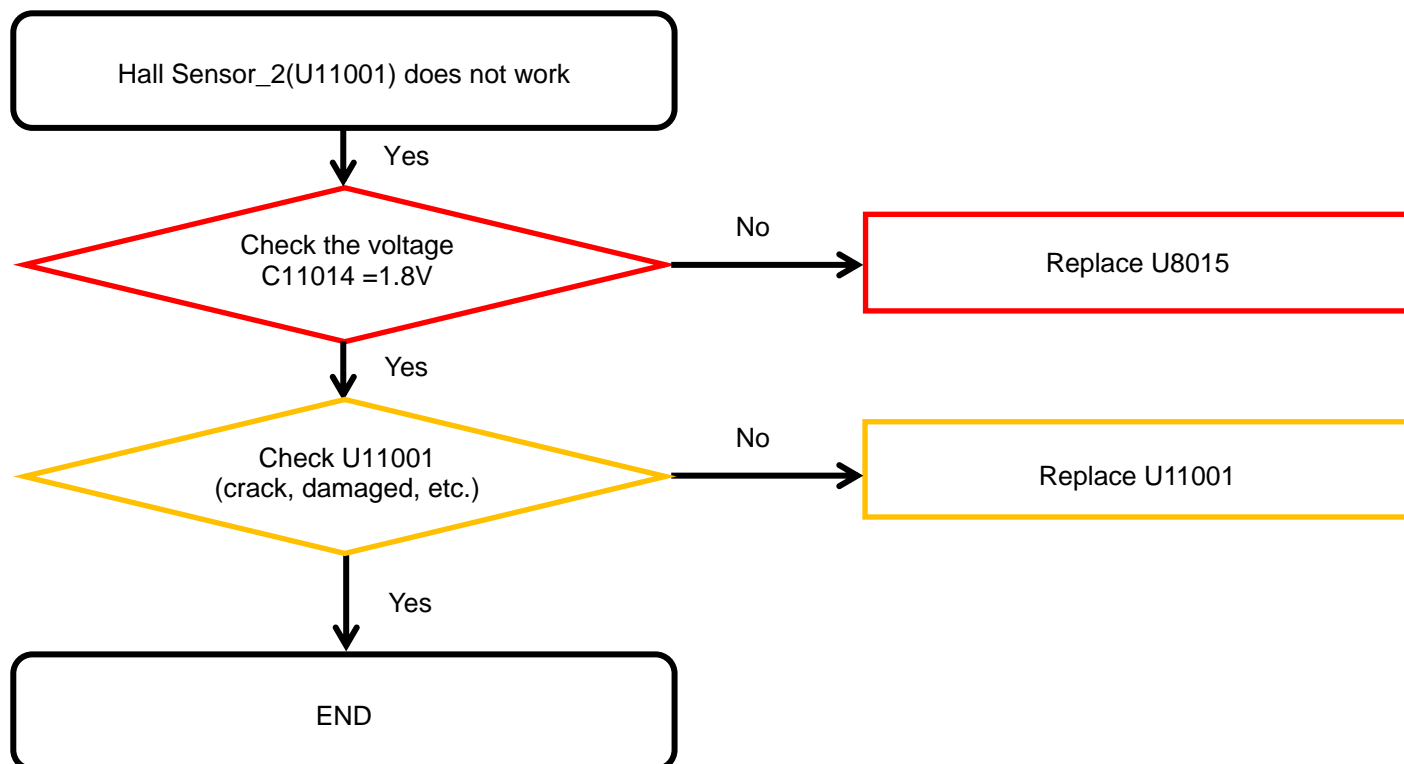 Hall Sensor_2(U11001) does not work
Yes
Check the voltage
C11014 =1.8V
No
Replace U8015
Yes
Check U11001
(crack, damaged, etc.)
No
Replace U11001
Yes
END